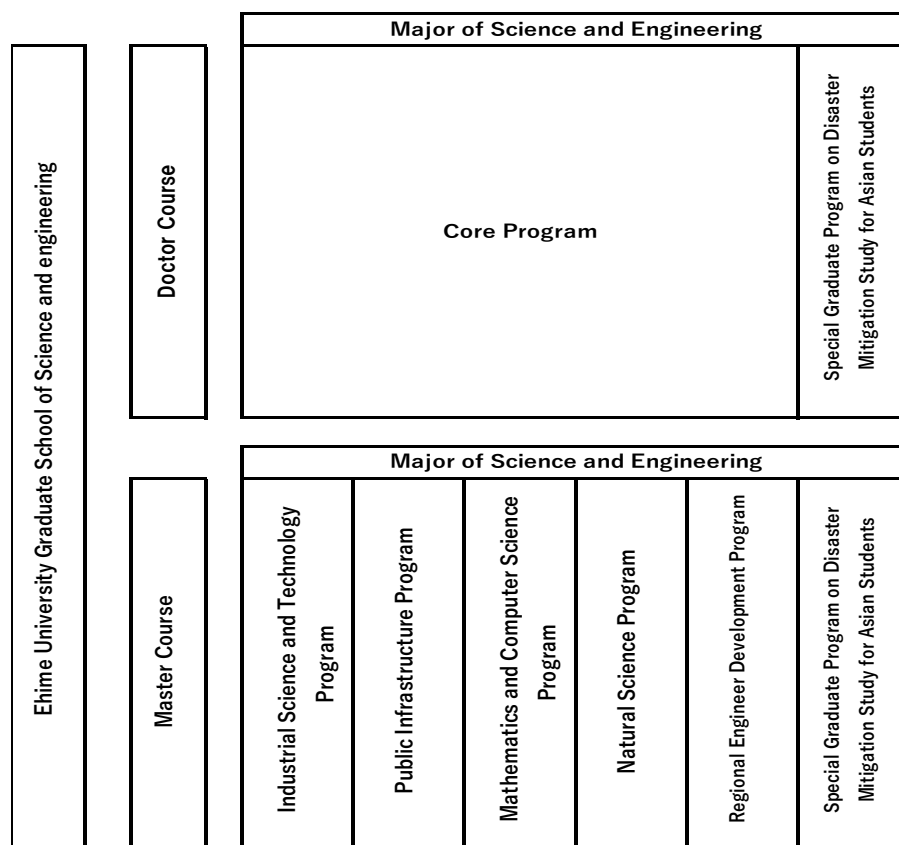 Ehime University Graduate School of Science and engineering
Doctor Course
Major of Science and Engineering
Core Program
Special Graduate Program on Disaster
Mitigation Study for Asian Students
Master Course
Major of Science and Engineering
Industrial Science and Technology
Program
Public Infrastructure Program
Mathematics and Computer Science
Program
Natural Science Program
Regional Engineer Development Program
Special Graduate Program on Disaster
Mitigation Study for Asian Students